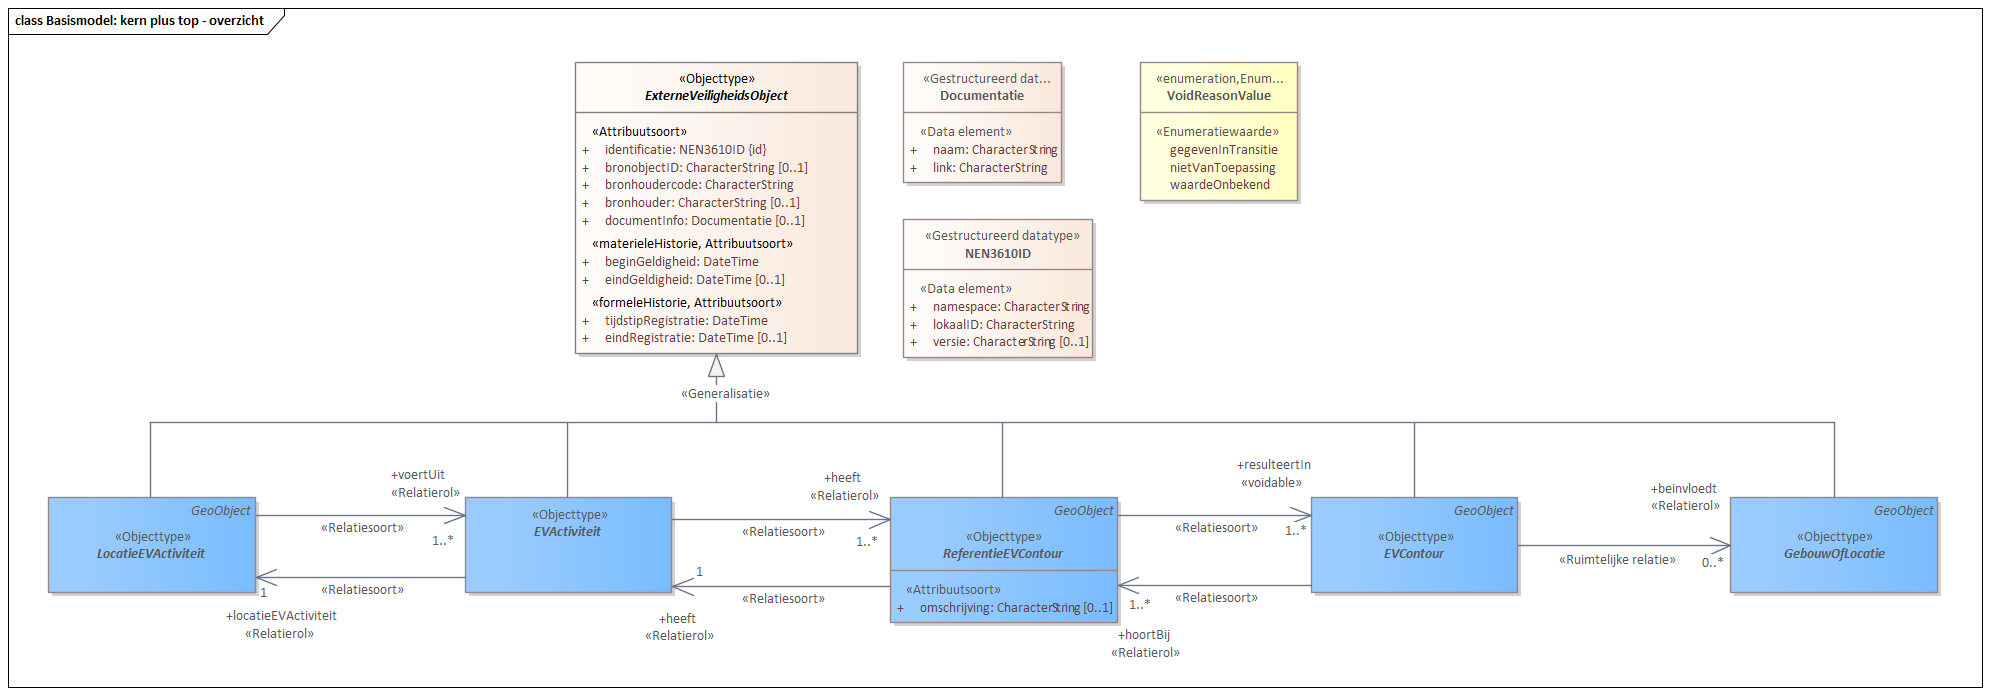 class Basismodel: kern plus top - overzicht
«Objecttype»
ExterneVeiligheidsObject
«Attribuutsoort»
+ identificatie: NEN3610ID {id}
+ bronobjectID: CharacterString [0..1]
+ bronhoudercode: CharacterString
+ bronhouder: CharacterString [0..1]
+ documentInfo: Documentatie [0..1]
«materieleHistorie, Attribuutsoort»
+ beginGeldigheid: DateTime
+ eindGeldigheid: DateTime [0..1]
«formeleHistorie, Attribuutsoort»
+ tijdstipRegistratie: DateTime
+ eindRegistratie: DateTime [0..1]
«Gestructureerd dat...
Documentatie
«Data element»
+ naam: CharacterString
+ link: CharacterString
«enumeration,Enum...
VoidReasonValue
«Enumeratiewaarde»
gegevenInTransitie
nietVanToepassing
waardeOnbekend
«Gestructureerd datatype»
NEN3610ID
«Data element»
+ namespace: CharacterString
+ lokaalID: CharacterString
+ versie: CharacterString [0..1]
«Generalisatie»
GeoObject
«Objecttype»
LocatieEVActiviteit
+voertUit
«Relatierol»
«Relatiesoort»
1..*
«Relatiesoort»
1
+locatieEVActiviteit
«Relatierol»
«Objecttype»
EVActiviteit
+heeft
«Relatierol»
«Relatiesoort»
1..*
1
«Relatiesoort»
+heeft
«Relatierol»
GeoObject
«Objecttype»
ReferentieEVContour
«Attribuutsoort»
+ omschrijving: CharacterString [0..1]
+resulteertIn
«voidable»
«Relatiesoort»
1..*
«Relatiesoort»
1..*
+hoortBij
«Relatierol»
GeoObject
«Objecttype»
EVContour
+beinvloedt
«Relatierol»
«Ruimtelijke relatie»
0..*
GeoObject
«Objecttype»
GebouwOfLocatie